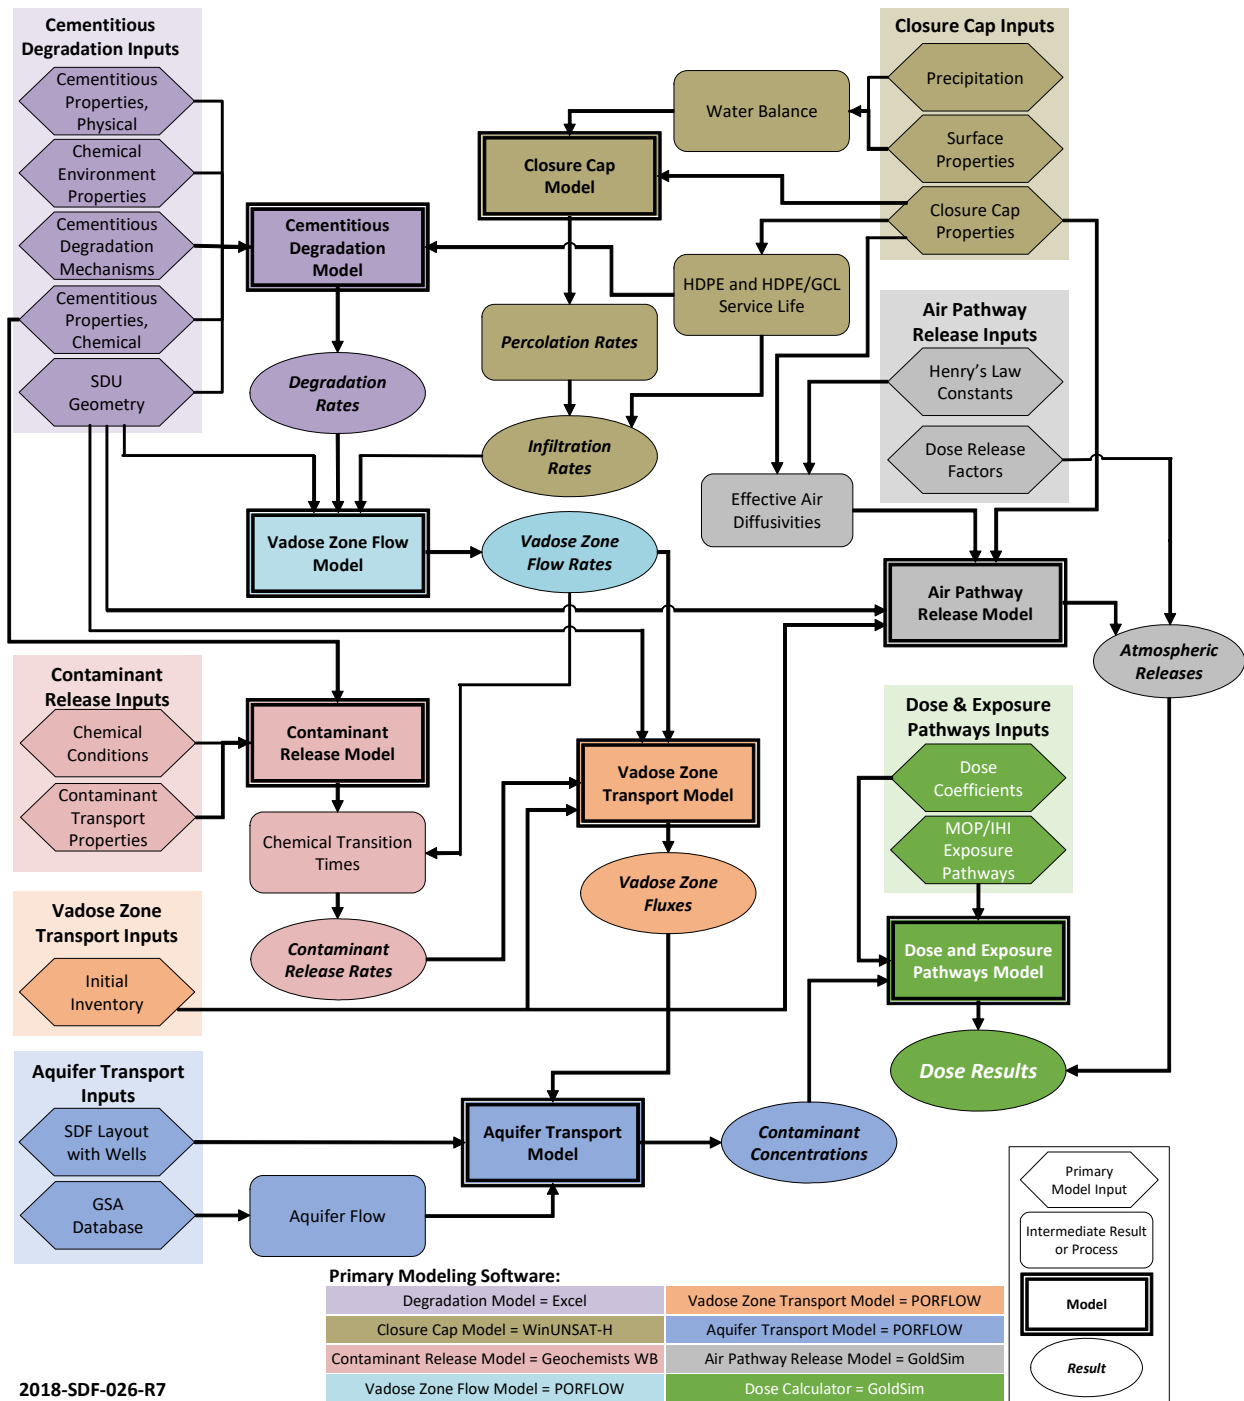 Cementitious
Degradation Inputs
Cementitious
Properties,
Physical
Chemical
Environment
Properties
Cementitious
Degradation
Mechanisms
Cementitious
Properties,
Chemical
SDU
Geometry
Closure Cap Inputs
Precipitation
Surface
Properties
Closure Cap
Properties
Water Balance
Closure Cap
Model
Cementitious
Degradation
Model
HDPE and HDPE/GCL
Service Life
Percolation Rates
Degradation
Rates
Infiltration
Rates
Air Pathway
Release Inputs
Henry's Law
Constants
Dose Release
Factors
Effective Air
Diffusivities
Vadose Zone Flow
Model
Vadose Zone
Flow Rates
Air Pathway
Release Model
Atmospheric
Releases
Contaminant
Release Inputs
Chemical
Conditions
Contaminant
Transport
Properties
Contaminant
Release Model
Chemical Transition
Times
Contaminant
Release Rates
Vadose Zone
Transport Model
Vadose Zone
Fluxes
Dose & Exposure
Pathways Inputs
Dose
Coefficients
MOP/IHI
Exposure
Pathways
Dose and Exposure
Pathways Model
Dose Results
Vadose Zone
Transport Inputs
Initial
Inventory
Aquifer Transport
Inputs
SDF Layout
with Wells
GSA
Database
Aquifer Flow
Aquifer Transport
Model
Contaminant
Concentrations
Primary
Model Input
Intermediate Result
or Process
Model
Result
Primary Modeling Software:
Degradation Model = Excel
Vadose Zone Transport Model = PORFLOW
Closure Cap Model = WinUNSAT-H
Aquifer Transport Model = PORFLOW
Contaminant Release Model = Geochemists WB
Air Pathway Release Model = GoldSim
Vadose Zone Flow Model = PORFLOW
Dose Calculator = GoldSim
2018-SDF-026-R7